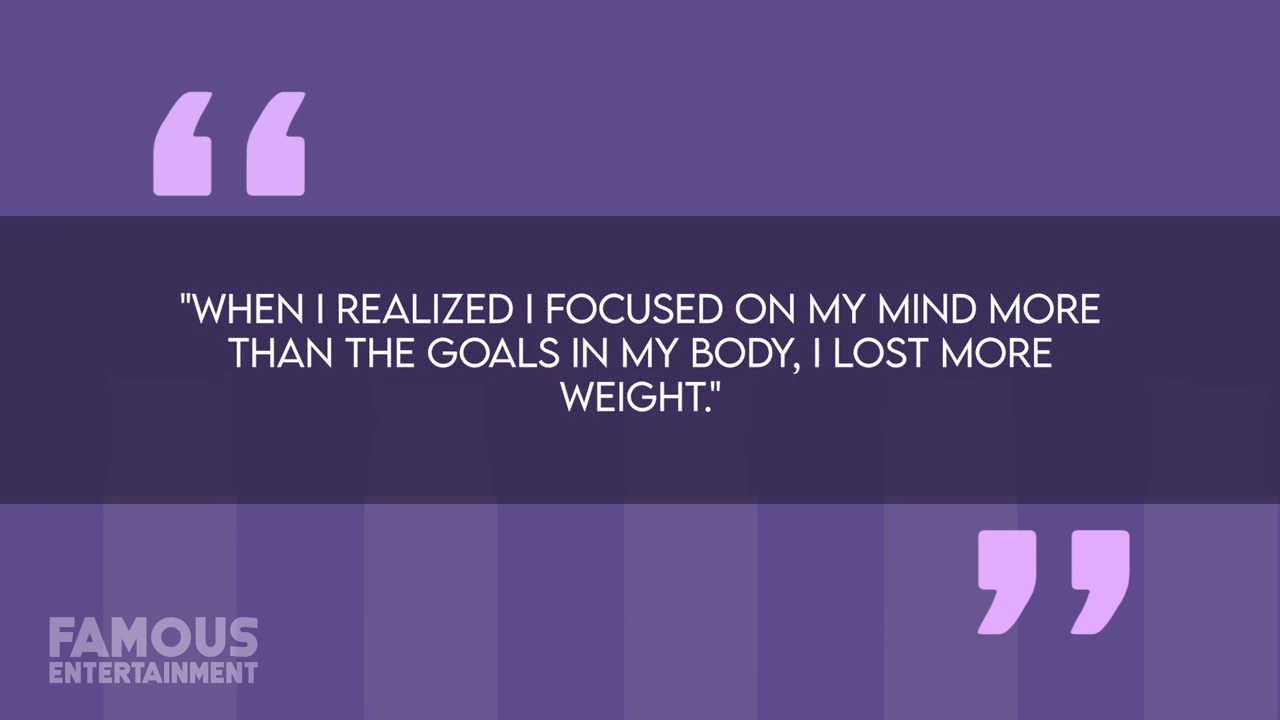 "WHEN I REALIZED I FOCUSED ON MY MIND MORE
THAN THE GOALS IN MY BODY, I LOST MORE
WEIGHT."
FAMOUS
ENTERTAINMENT